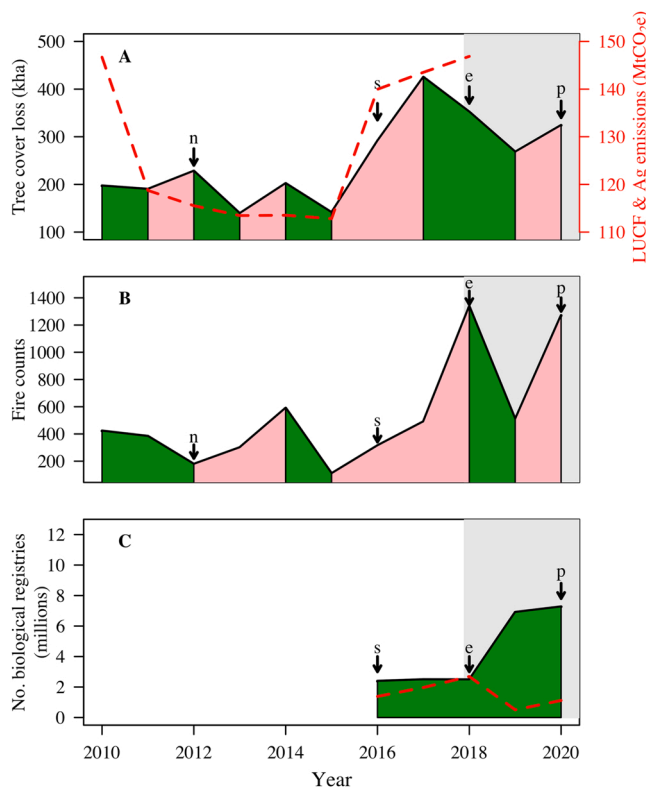 A
Tree cover loss (kha)
500
400
300
200
100
n
s
e
p
150
140
130
120
110
LUCF & Ag emissions (MtCO₂e)
B
Fire counts
1400
1200
1000
800
600
400
200
n
s
e
p
C
No. biological registries
(millions)
12
10
8
6
4
2
0
s
e
p
2010 2012 2014 2016 2018 2020
Year